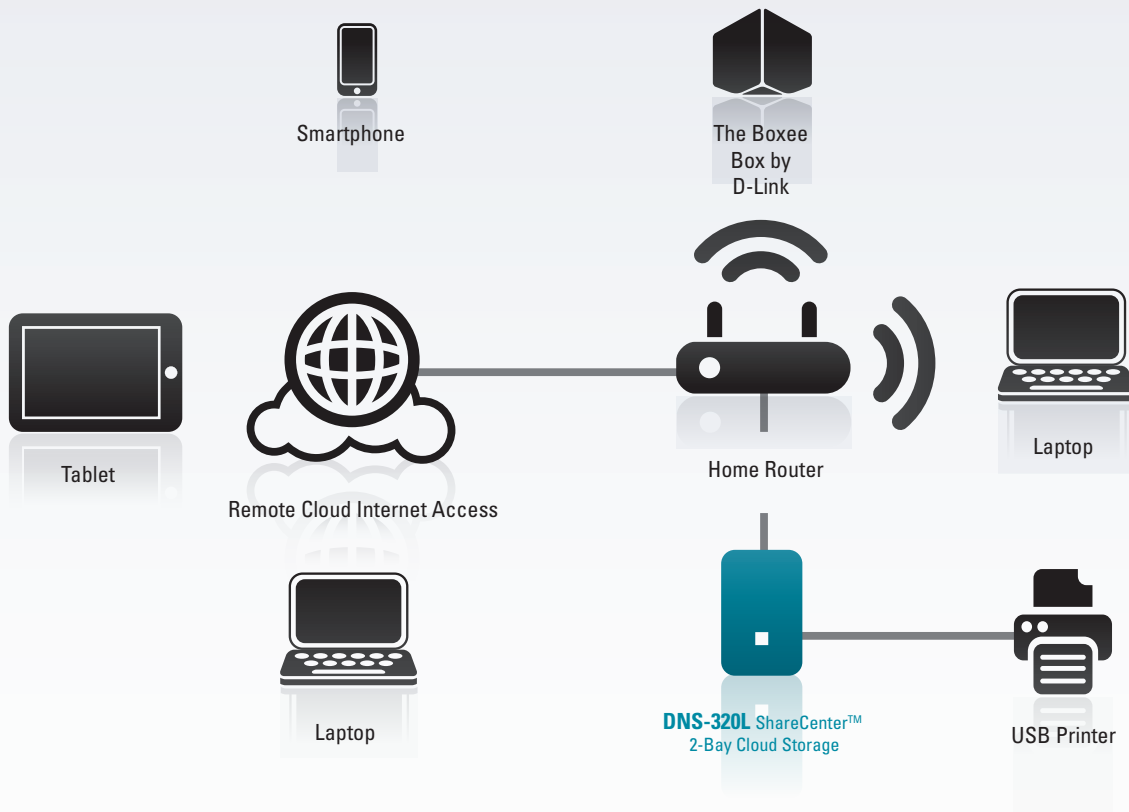 Smartphone
The Boxee
Box by
D-Link
Tablet
Remote Cloud Internet Access
Home Router
Laptop
Laptop
DNS-320L ShareCenter™
2-Bay Cloud Storage
USB Printer